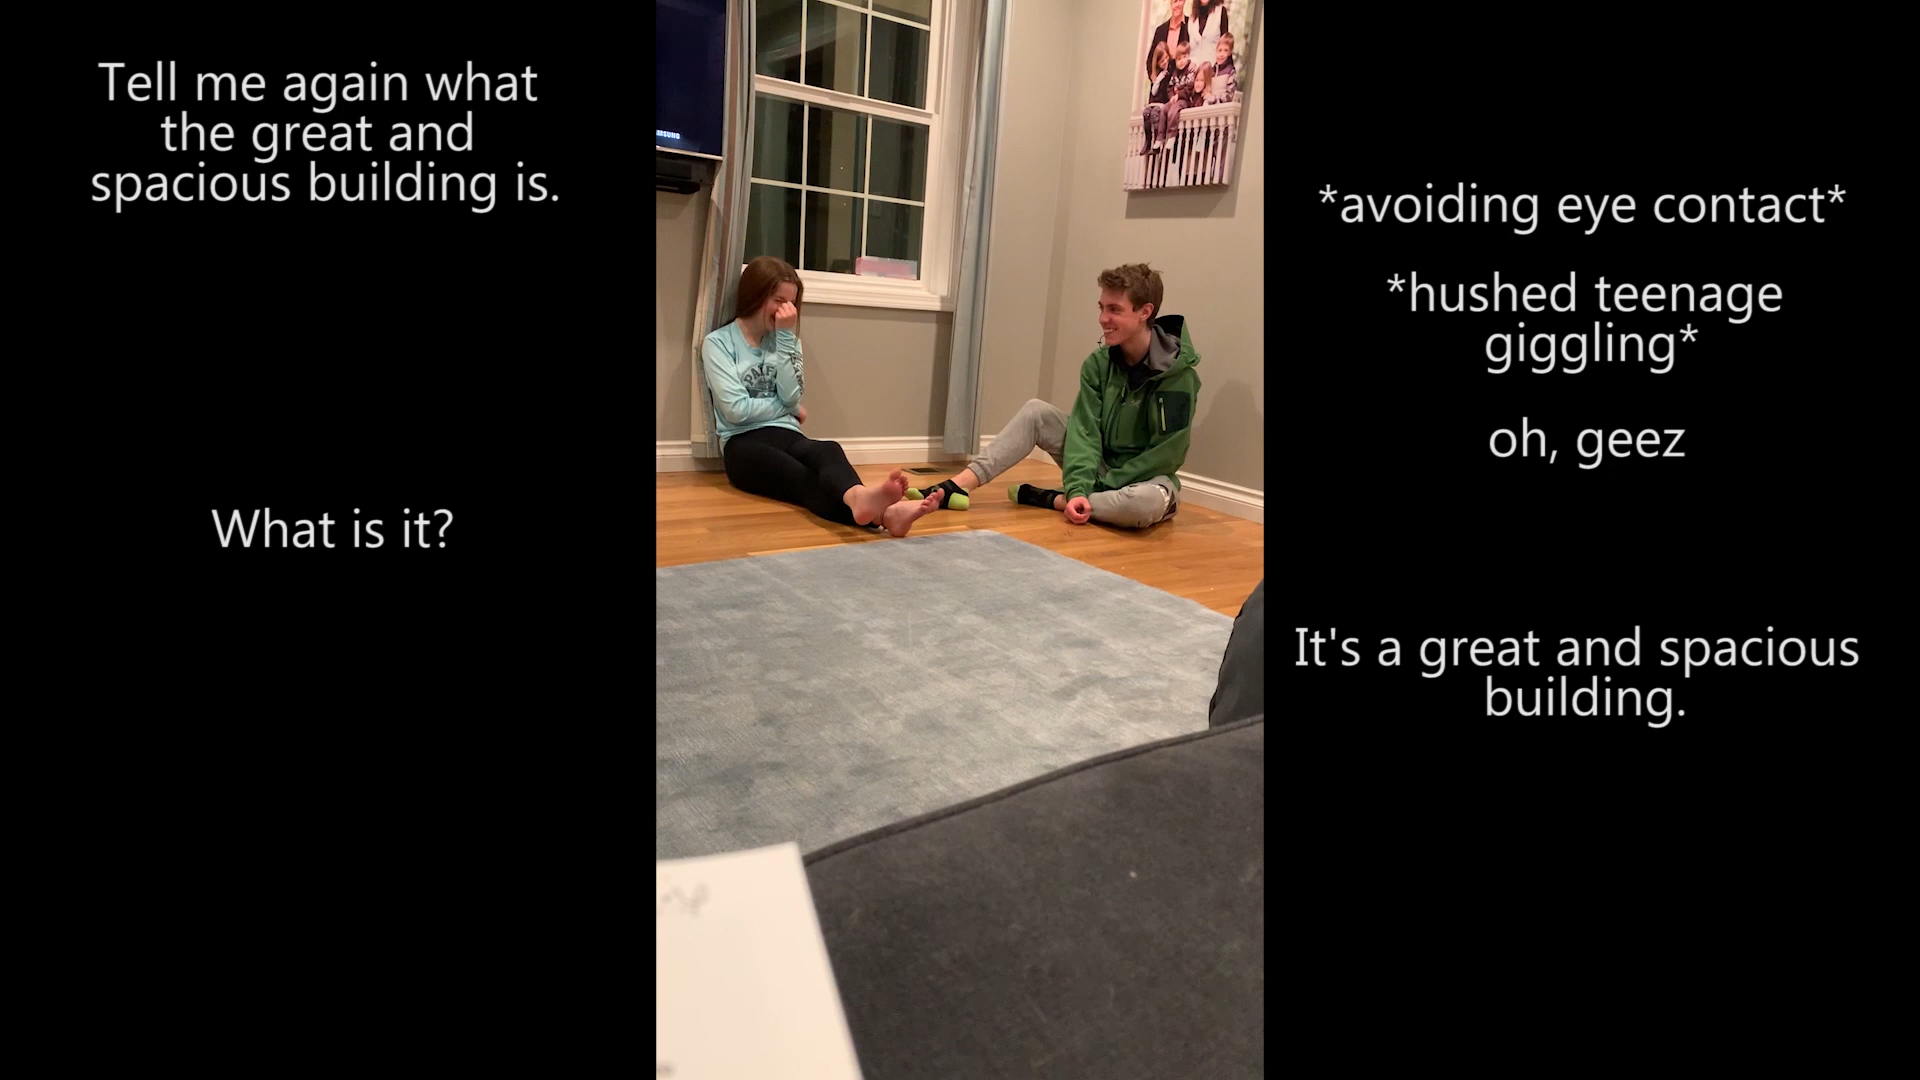 Tell me again what
the great and
spacious building is.
*avoiding eye contact*
*hushed teenage
giggling*
oh, geez
What is it?
It's a great and spacious
building.